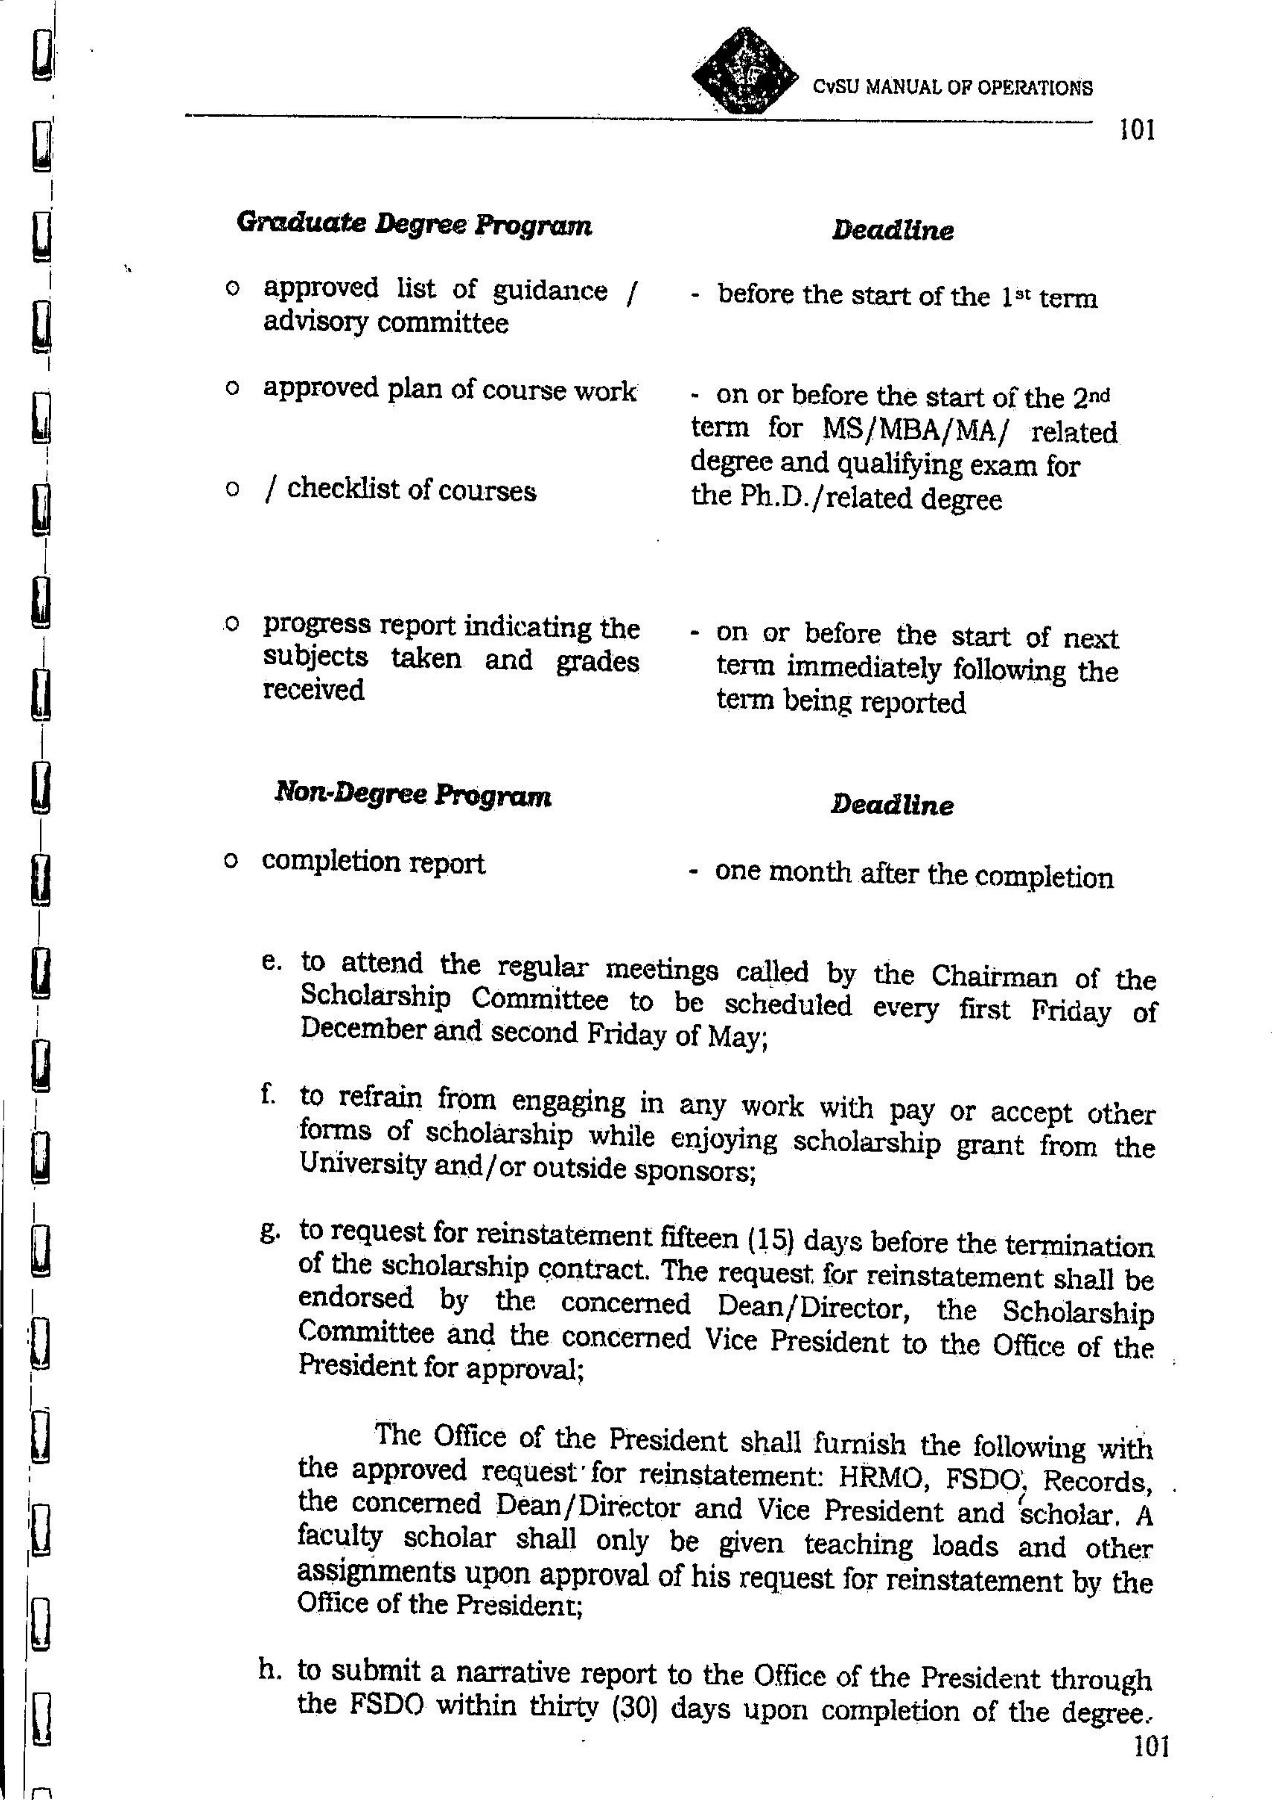 CvSU MANUAL OF OPERATIONS
101
Graduate Degree Program
Deadline
o approved list of guidance /
advisory committee
- before the start of the 1st term
o approved plan of course work
- on or before the start of the 2nd
term for MS/MBA/MA/ related
degree and qualifying exam for
the Ph.D./related degree
o / checklist of courses
o progress report indicating the
subjects taken and grades
received
- on or before the start of next
term immediately following the
term being reported
Non-Degree Program
Deadline
o completion report
- one month after the completion
e. to attend the regular meetings called by the Chairman of the
Scholarship Committee to be scheduled every first Friday of
December and second Friday of May;
f. to refrain from engaging in any work with pay or accept other
forms of scholarship while enjoying scholarship grant from the
University and/or outside sponsors;
g. to request for reinstatement fifteen (15) days before the termination
of the scholarship contract. The request for reinstatement shall be
endorsed by the concerned Dean/Director, the Scholarship
Committee and the concerned Vice President to the Office of the
President for approval;
The Office of the President shall furnish the following with
the approved request for reinstatement: HRMO, FSDO, Records,
the concerned Dean/Director and Vice President and scholar. A
faculty scholar shall only be given teaching loads and other
assignments upon approval of his request for reinstatement by the
Office of the President;
h. to submit a narrative report to the Office of the President through
the FSDO within thirty (30) days upon completion of the degree.
101